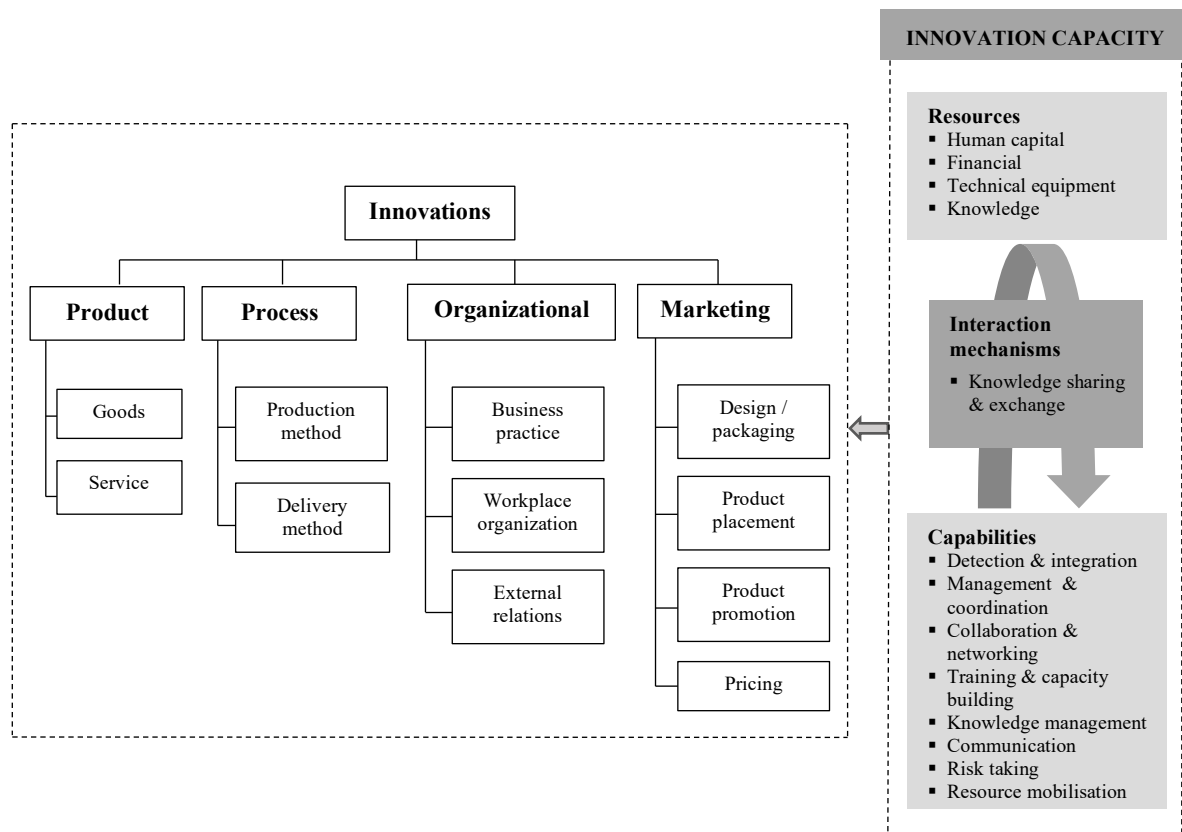 INNOVATION CAPACITY
Resources
▪ Human capital
▪ Financial
▪ Technical equipment
▪ Knowledge
Interaction
mechanisms
▪ Knowledge sharing
& exchange
Capabilities
▪ Detection & integration
▪ Management &
coordination
▪ Collaboration &
networking
▪ Training & capacity
building
▪ Knowledge management
▪ Communication
▪ Risk taking
▪ Resource mobilisation
Innovations
Product
Goods
Service
Process
Production
method
Delivery
method
Organizational
Business
practice
Workplace
organization
External
relations
Marketing
Design /
packaging
Product
placement
Product
promotion
Pricing